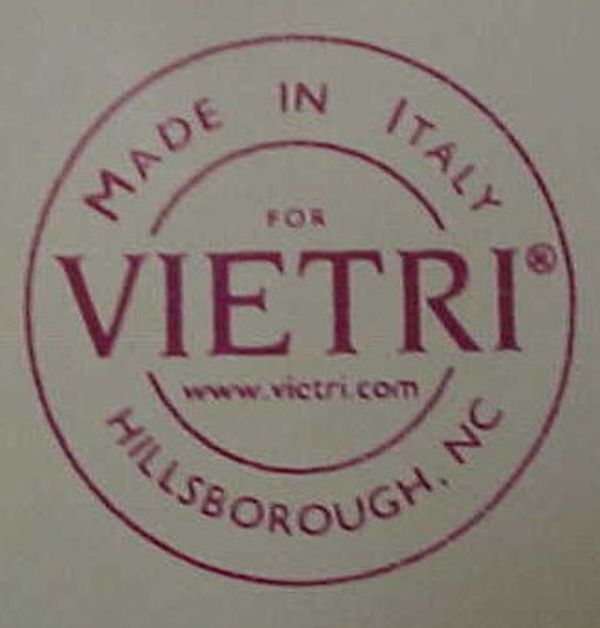 MADE IN ITALY
FOR
VIETRI®
www.vietri.com
HILLSBOROUGH, NC